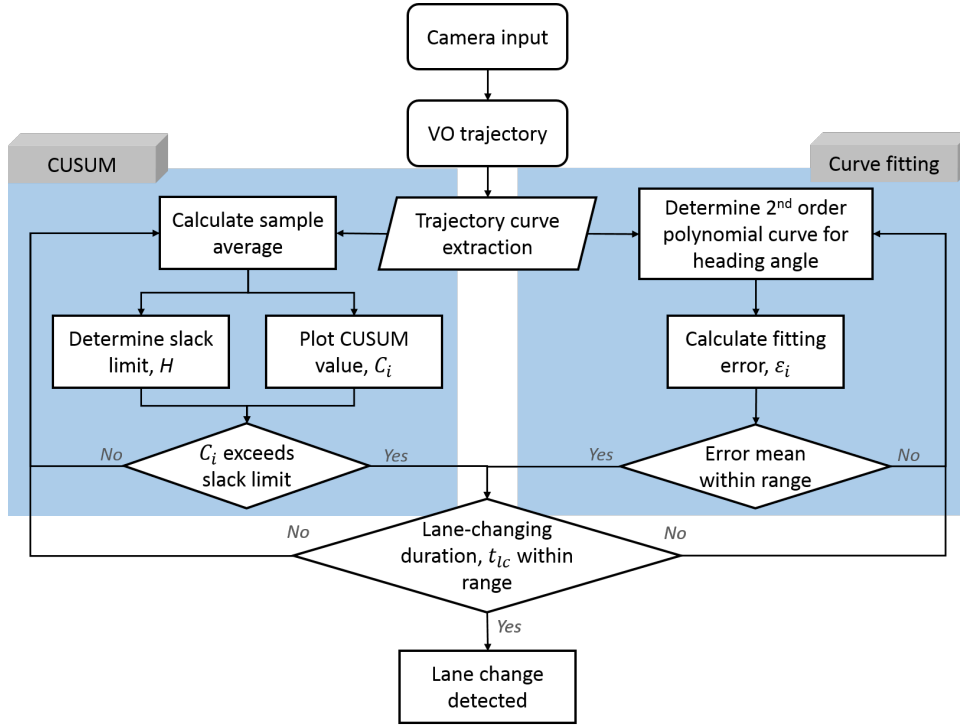 Camera input
VO trajectory
CUSUM
Curve fitting
Calculate sample
average
Trajectory curve
extraction
Determine 2nd order
polynomial curve for
heading angle
Determine slack
limit, H
Plot CUSUM
value, Ci
Calculate fitting
error, εi
No
Ci exceeds
slack limit
Yes
Yes
Error mean
within range
No
No
Lane-changing
duration, tlc within
range
No
Yes
Lane change
detected